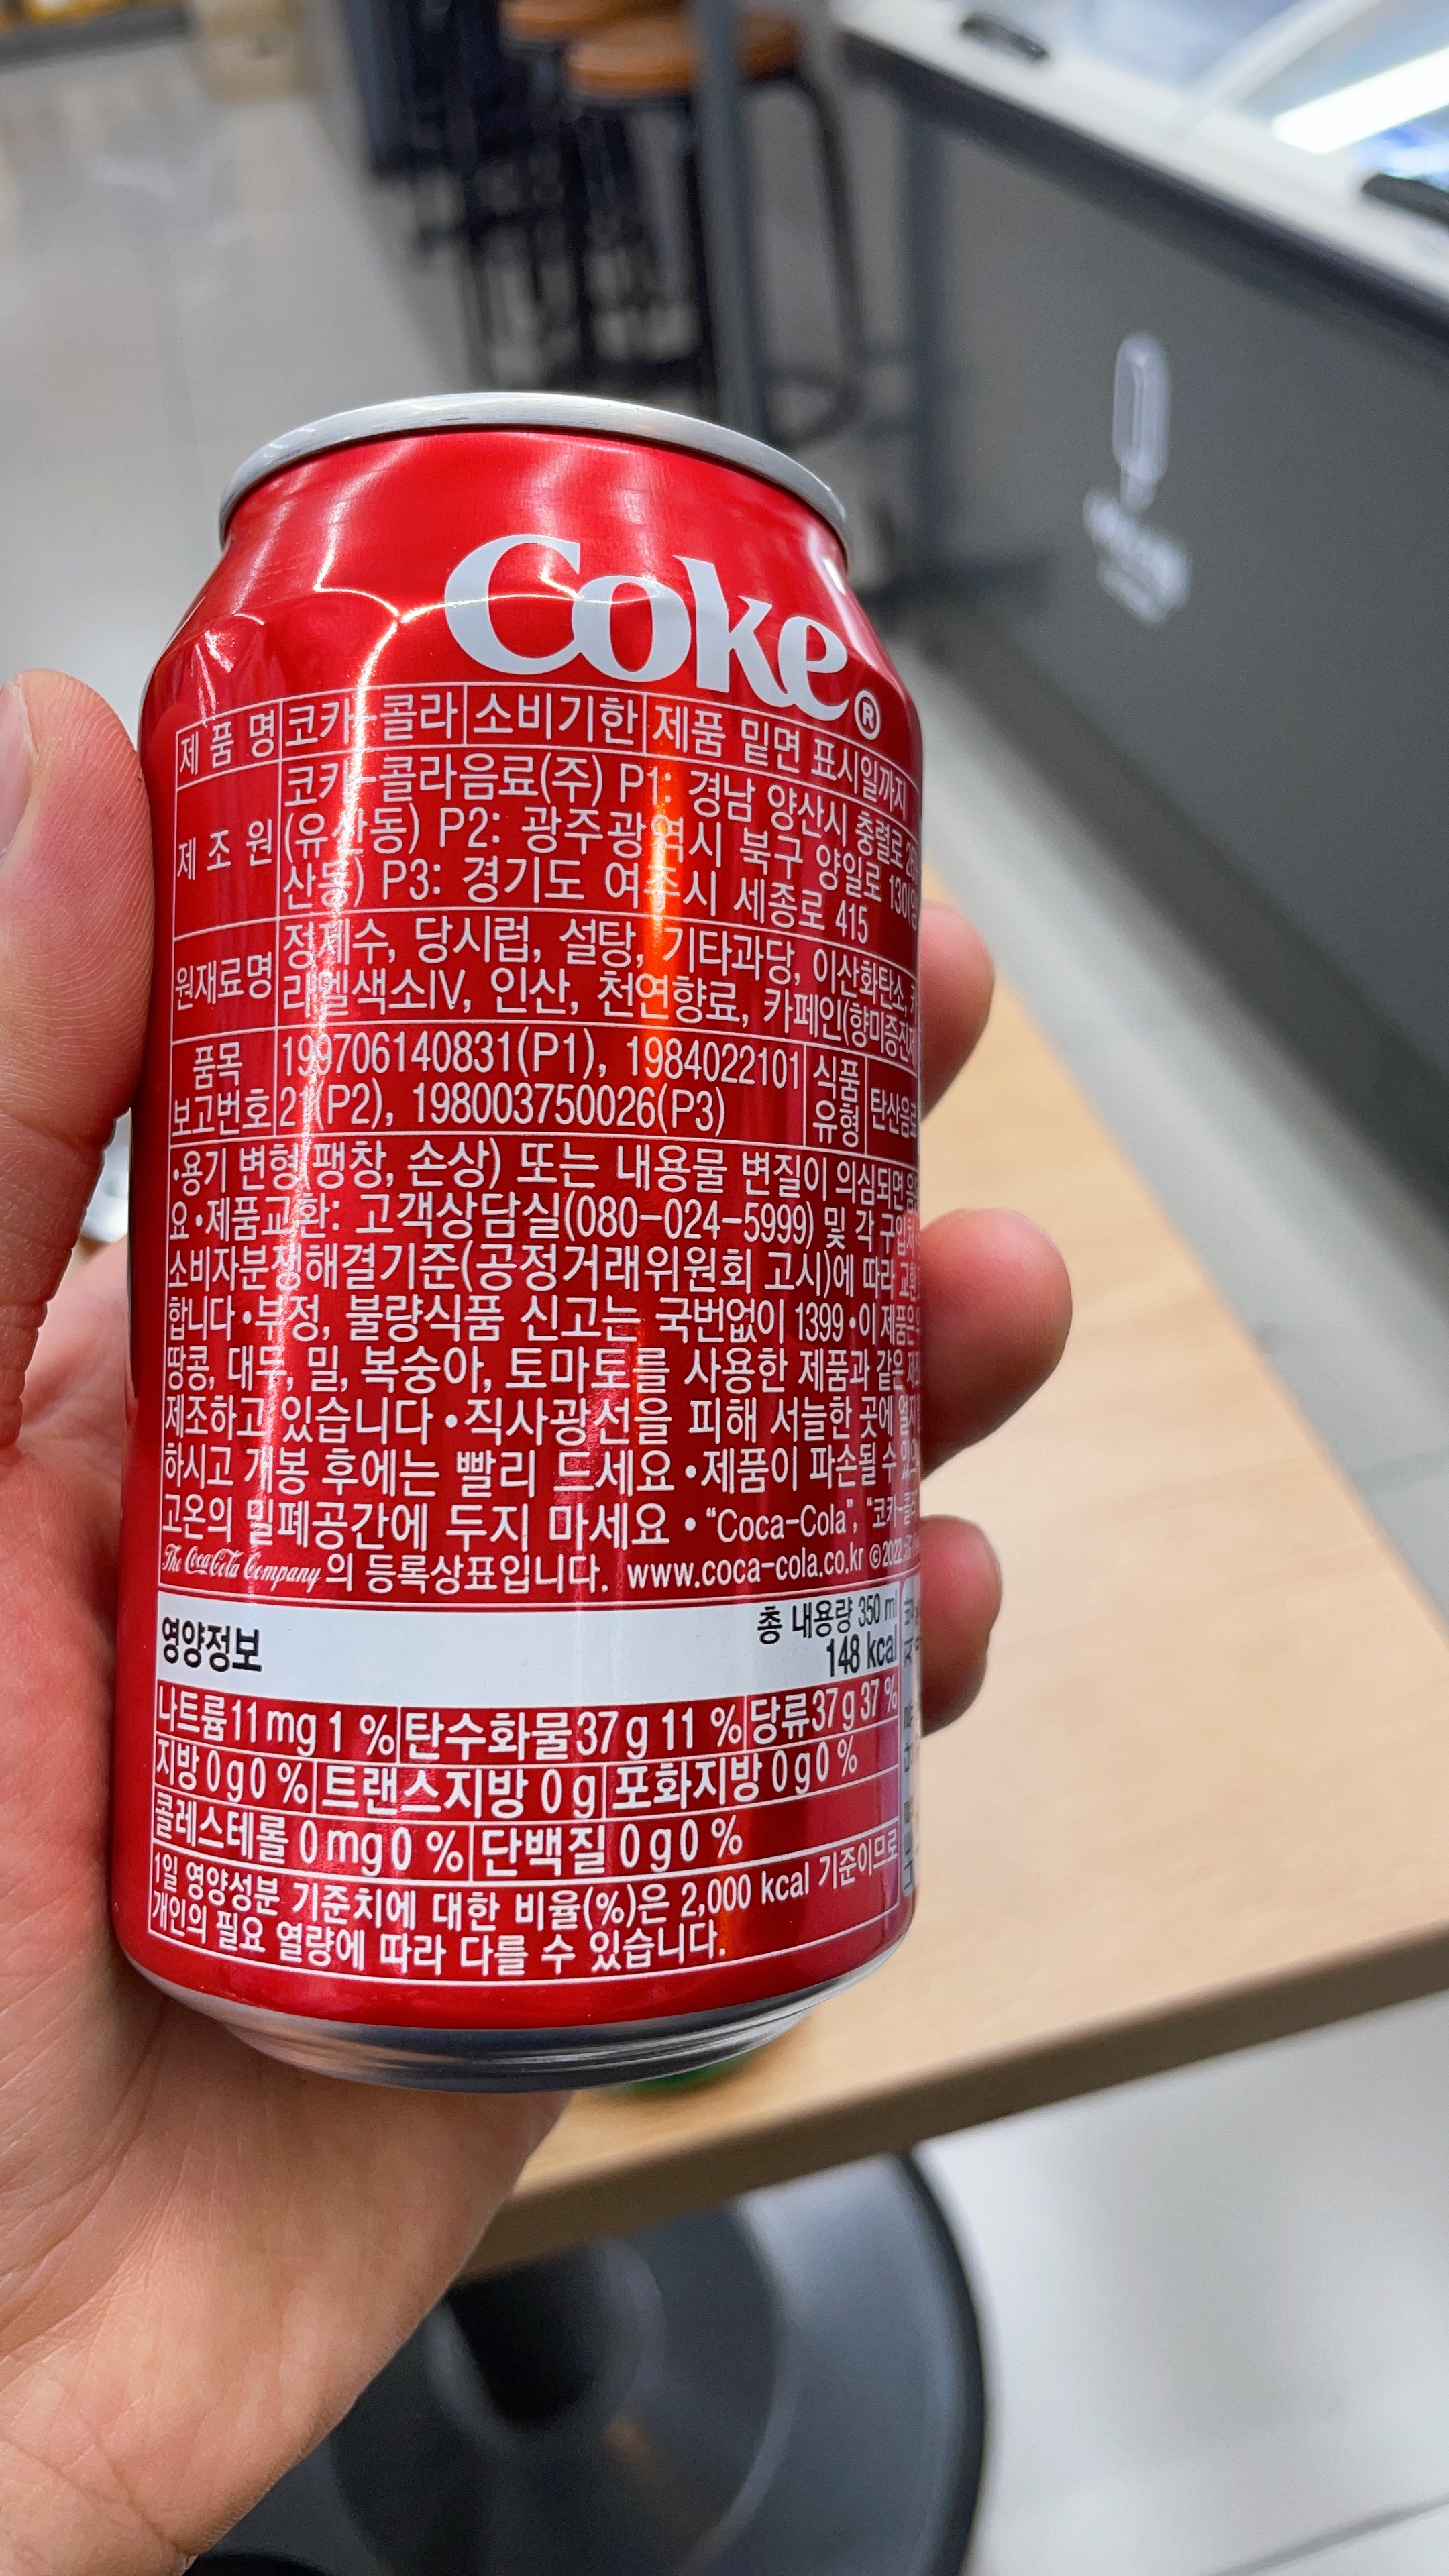 Coke®
제 품 명 코카-콜라 소비기한 제품 밑면 표시일까지
제 조 원 코카-콜라음료(주) P1: 경남 양산시 충렬로
(유산동) P2: 광주광역시 북구 양일로
산동) P3: 경기도 여주시 세종로 415
원재료명 정제수, 당시럽, 설탕, 기타과당, 이산화탄소,
라멜색소IV, 인산, 천연향료, 카페인(향미증진제
품목 보고번호 199706140831(P1), 1984022101
21(P2), 198003750026(P3)
식품 유형 탄산음료
•용기 변형(팽창, 손상) 또는 내용물 변질이 의심되면
요•제품교환: 고객상담실(080-024-5999) 및 각 구입처
소비자분쟁해결기준(공정거래위원회 고시)에 따라
합니다•부정, 불량식품 신고는 국번없이 1399•이 제품은
땅콩, 대두, 밀, 복숭아, 토마토를 사용한 제품과 같은
제조하고 있습니다•직사광선을 피해 서늘한 곳에
하시고 개봉 후에는 빨리 드세요•제품이 파손될 수
고온의 밀폐공간에 두지 마세요•“Coca-Cola”,
The Coca-Cola Company의 등록상표입니다. www.coca-cola.co.kr ©2022
영양정보 총 내용량 350 ml
148 kcal
나트륨 11 mg 1 % 탄수화물 37 g 11 % 당류 37 g 37 %
지방 0 g 0 % 트랜스지방 0 g 포화지방 0 g 0 %
콜레스테롤 0 mg 0 % 단백질 0 g 0 %
1일 영양성분 기준치에 대한 비율(%)은 2,000 kcal 기준이므로
개인의 필요 열량에 따라 다를 수 있습니다.